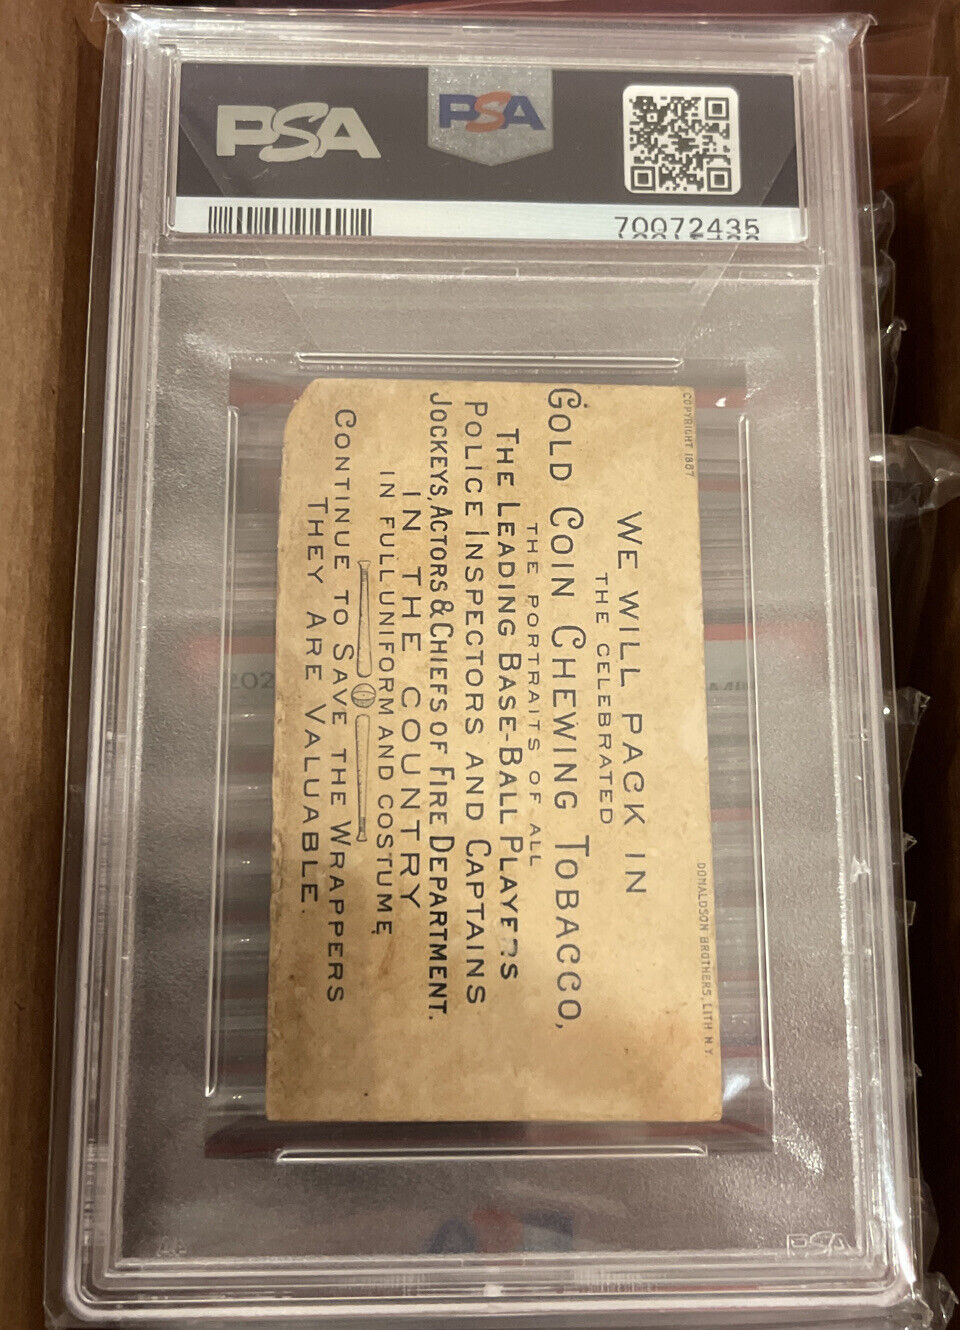 PSA
PSA
70072435
COPYRIGHT 1887
DONALDSON BROTHERS, LITH N.Y.
WE WILL PACK IN
THE CELEBRATED
GOLD COIN CHEWING TOBACCO,
THE PORTRAITS OF ALL
THE LEADING BASE-BALL PLAYERS
POLICE INSPECTORS AND CAPTAINS
JOCKEYS, ACTORS & CHIEFS OF FIRE DEPARTMENT.
IN THE COUNTRY
IN FULL UNIFORM AND COSTUME,
CONTINUE TO SAVE THE WRAPPERS
THEY ARE VALUABLE.
PSA